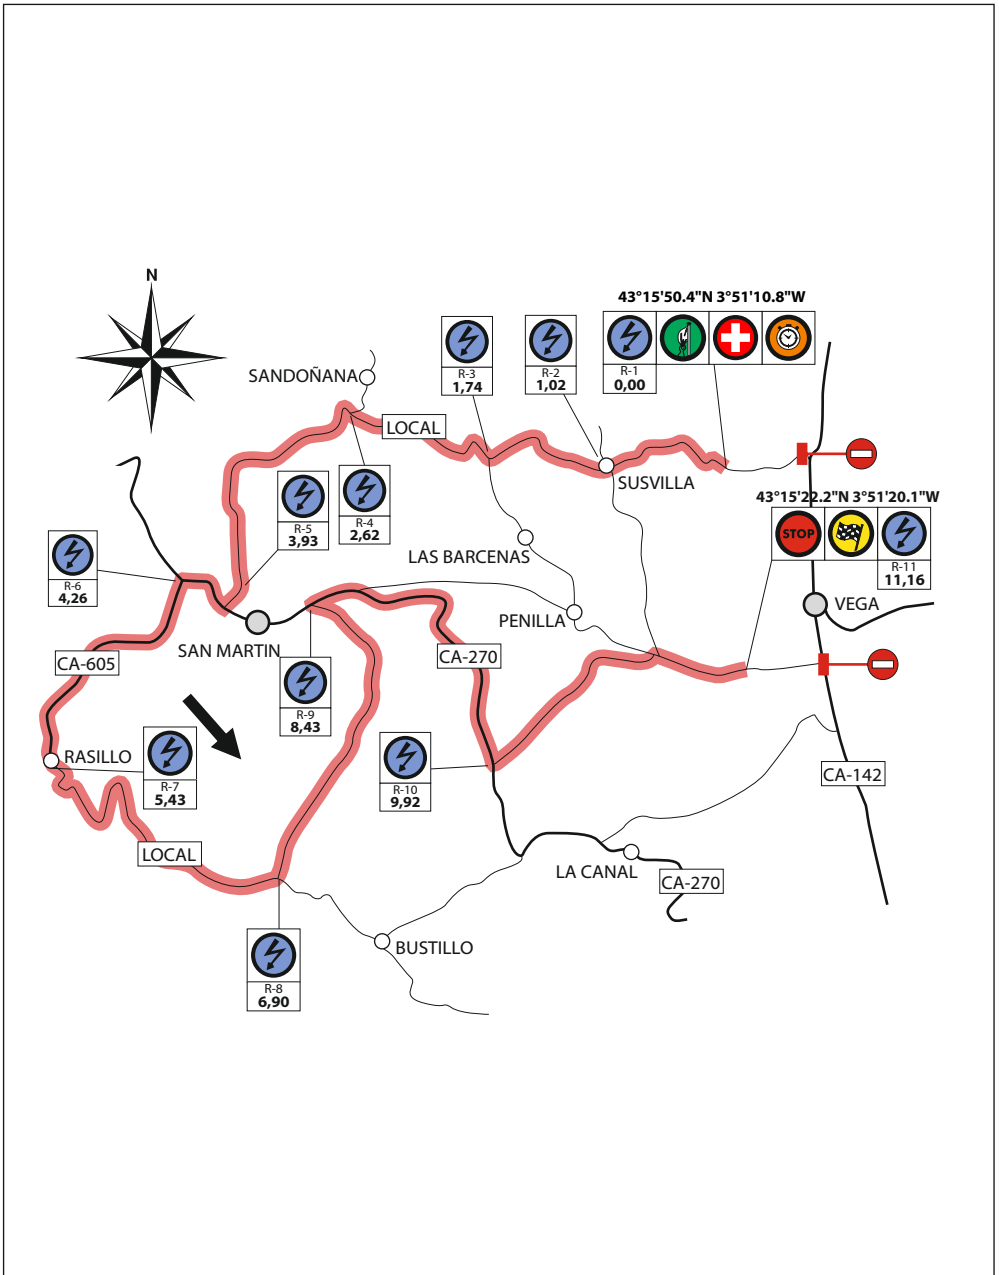 N
43°15'50.4"N 3°51'10.8"W
R-3
1,74
R-2
1,02
R-1
0,00
SANDOÑANA
LOCAL
SUSVILLA
43°15'22.2"N 3°51'20.1"W
STOP
R-11
11,16
R-5
3,93
R-4
2,62
LAS BARCENAS
R-6
4,26
VEGA
PENILLA
SAN MARTIN
CA-605
CA-270
R-9
8,43
RASILLO
R-7
5,43
R-10
9,92
CA-142
LOCAL
LA CANAL
CA-270
BUSTILLO
R-8
6,90